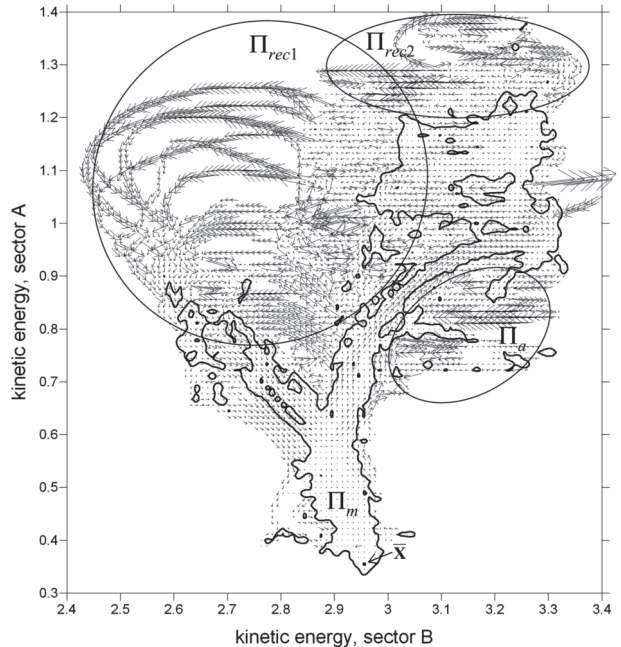 1.4
Π_rec1
Π_rec2
1.3
1.2
1.1
1
0.9
0.8
Π_a
0.7
0.6
0.5
Π_m
0.4
x̄
0.3
2.4 2.5 2.6 2.7 2.8 2.9 3 3.1 3.2 3.3 3.4
kinetic energy, sector A
kinetic energy, sector B